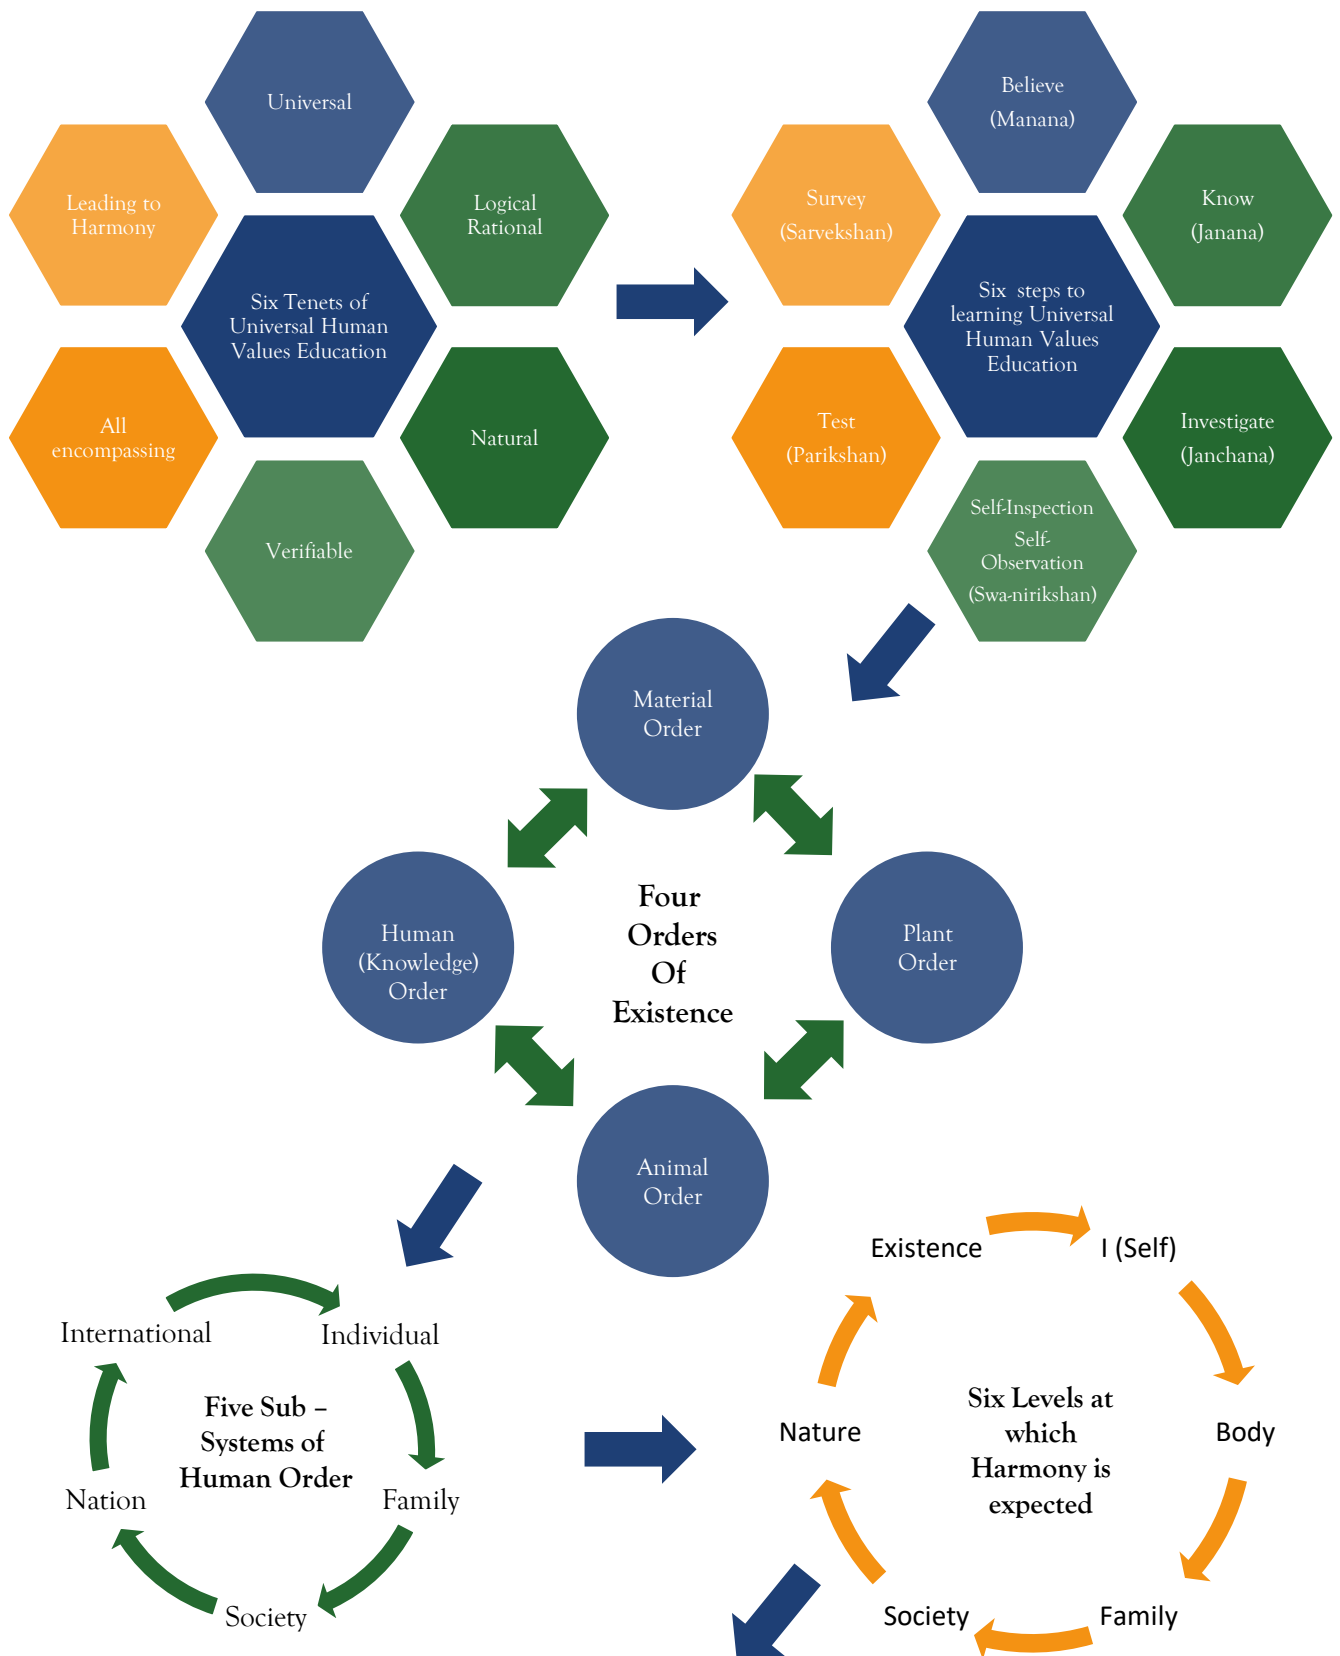 Universal
Leading to
Harmony
Logical
Rational
Six Tenets of
Universal Human
Values Education
All
encompassing
Natural
Verifiable
Believe
(Manana)
Survey
(Sarvekshan)
Know
(Janana)
Six steps to
learning Universal
Human Values
Education
Test
(Parikshan)
Investigate
(Janchana)
Self-Inspection
Self-
Observation
(Swa-nirikshan)
Material
Order
Human
(Knowledge)
Order
Four
Orders
Of
Existence
Plant
Order
Animal
Order
International
Individual
Five Sub –
Systems of
Human Order
Nation
Family
Society
Existence
I (Self)
Nature
Six Levels at
which
Harmony is
expected
Body
Society
Family